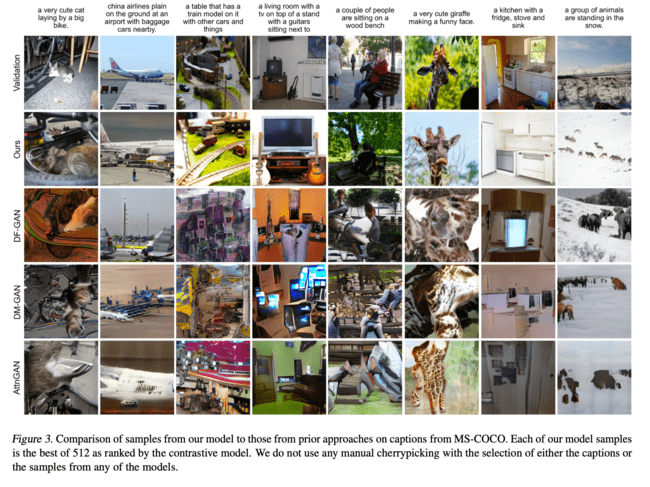 a very cute cat
laying by a big
bike.
china airlines plain
on the ground at an
airport with baggage
cars nearby.
a table that has a
train model on it
with other cars and
things
a living room with a
tv on top of a stand
with a guitars
sitting next to
a couple of people
are sitting on a
wood bench
a very cute giraffe
making a funny face.
a kitchen with a
fridge, stove and
sink
a group of animals
are standing in the
snow.
Validation
Ours
DF-GAN
DM-GAN
AttnGAN
Figure 3. Comparison of samples from our model to those from prior approaches on captions from MS-COCO. Each of our model samples
is the best of 512 as ranked by the contrastive model. We do not use any manual cherrypicking with the selection of either the captions or
the samples from any of the models.